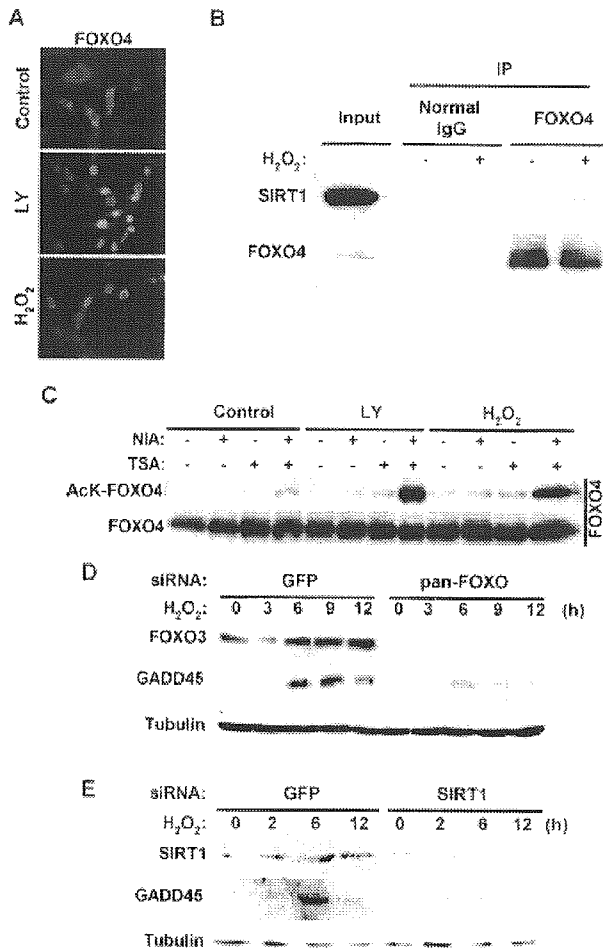 A
FOXO4
Control
LY
H2O2
B
IP
Input
Normal IgG
FOXO4
H2O2:
- + - +
SIRT1
FOXO4
C
Control LY H2O2
NIA: - + - + - + - + - + - +
TSA: - - + + - - + + - - + +
AcK-FOXO4
FOXO4
FOXO4
D
siRNA: GFP pan-FOXO
H2O2: 0 3 6 9 12 0 3 6 9 12 (h)
FOXO3
GADD45
Tubulin
E
siRNA: GFP SIRT1
H2O2: 0 2 6 12 0 2 6 12 (h)
SIRT1
GADD45
Tubulin